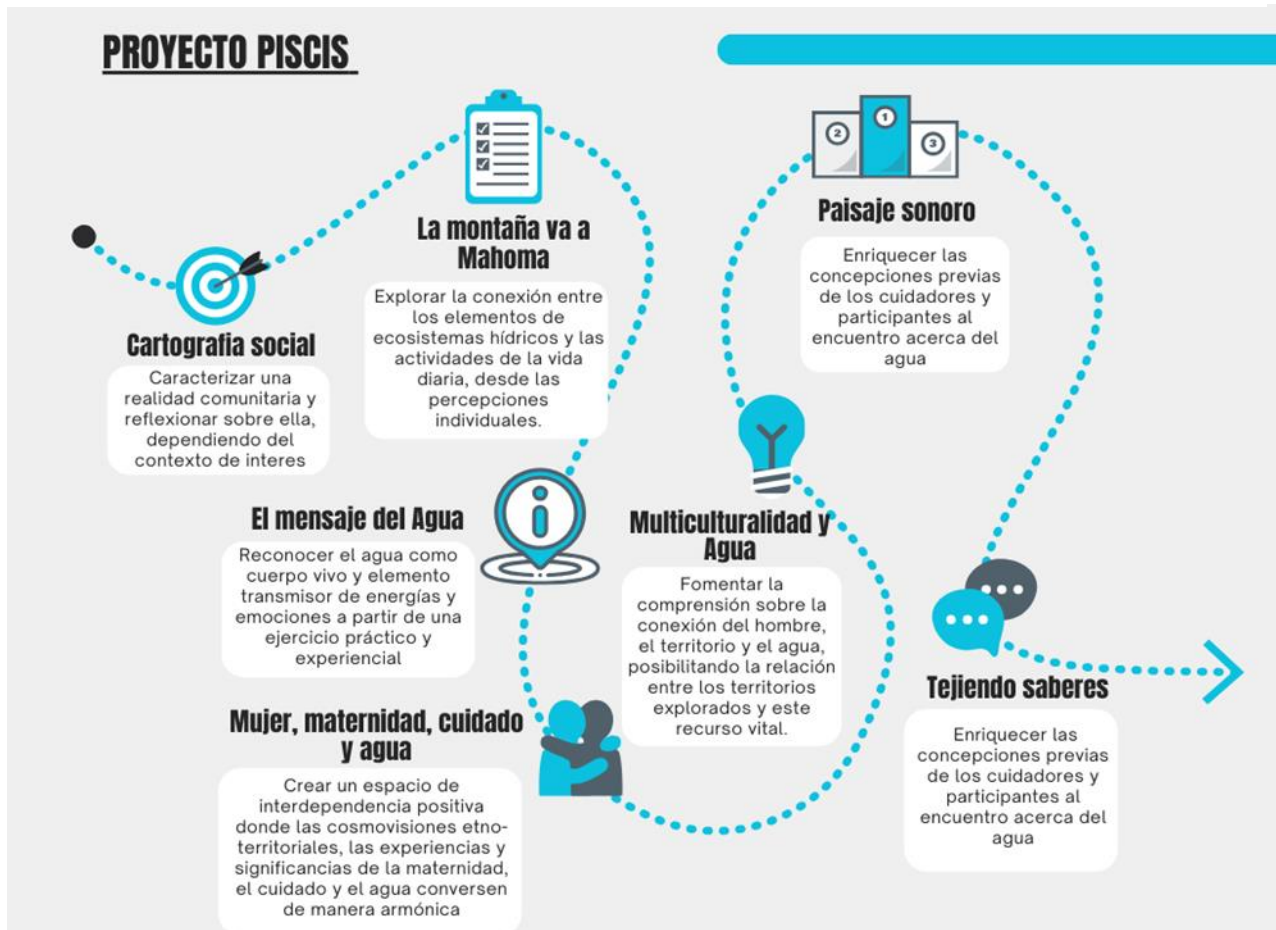 PROYECTO PISCIS
Cartografia social
Caracterizar una
realidad comunitaria y
reflexionar sobre ella,
dependiendo del
contexto de interes
La montaña va a
Mahoma
Explorar la conexión entre
los elementos de
ecosistemas hídricos y las
actividades de la vida
diaria, desde las
percepciones
individuales.
El mensaje del Agua
Reconocer el agua como
cuerpo vivo y elemento
transmisor de energías y
emociones a partir de una
ejercicio práctico y
experiencial
Mujer, maternidad, cuidado
y agua
Crear un espacio de
interdependencia positiva
donde las cosmovisiones etno-
territoriales, las experiencias y
significancias de la maternidad,
el cuidado y el agua conversen
de manera armónica
Multiculturalidad y
Agua
Fomentar la
comprensión sobre la
conexión del hombre,
el territorio y el agua,
posibilitando la relación
entre los territorios
explorados y este
recurso vital.
2
1
3
Paisaje sonoro
Enriquecer las
concepciones previas
de los cuidadores y
participantes al
encuentro acerca del
agua
Tejiendo saberes
Enriquecer las
concepciones previas
de los cuidadores y
participantes al
encuentro acerca del
agua